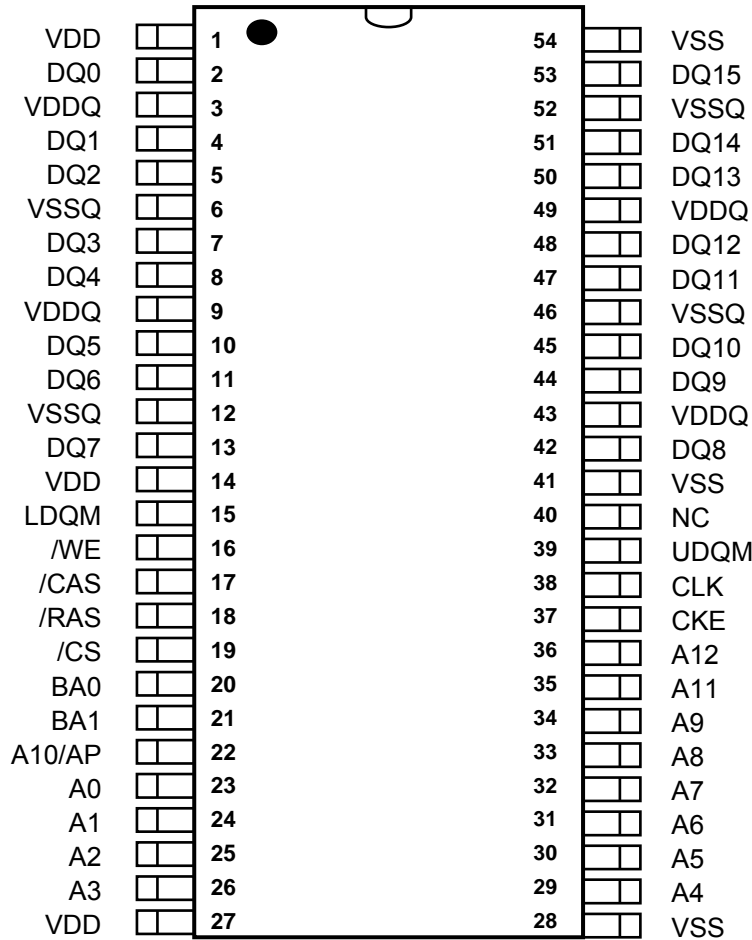 VDD 1 54 VSS
DQ0 2 53 DQ15
VDDQ 3 52 VSSQ
DQ1 4 51 DQ14
DQ2 5 50 DQ13
VSSQ 6 49 VDDQ
DQ3 7 48 DQ12
DQ4 8 47 DQ11
VDDQ 9 46 VSSQ
DQ5 10 45 DQ10
DQ6 11 44 DQ9
VSSQ 12 43 VDDQ
DQ7 13 42 DQ8
VDD 14 41 VSS
LDQM 15 40 NC
/WE 16 39 UDQM
/CAS 17 38 CLK
/RAS 18 37 CKE
/CS 19 36 A12
BA0 20 35 A11
BA1 21 34 A9
A10/AP 22 33 A8
A0 23 32 A7
A1 24 31 A6
A2 25 30 A5
A3 26 29 A4
VDD 27 28 VSS